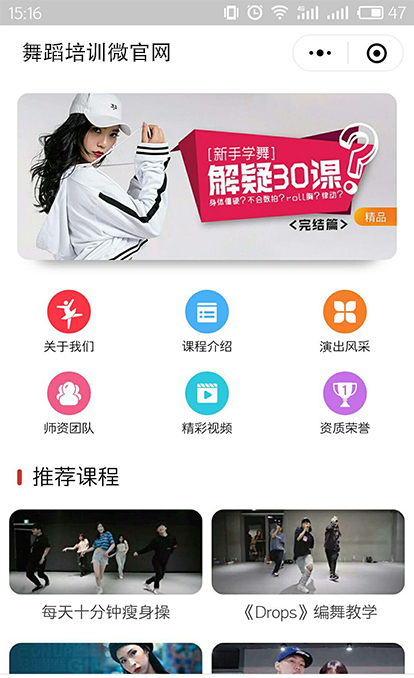 15:16
4G
47
舞蹈培训微官网
[新手学舞]
解疑30课?
身体僵硬?不会数拍?roll胸?律动?
<完结篇>
精品
关于我们
课程介绍
演出风采
师资团队
精彩视频
资质荣誉
推荐课程
每天十分钟瘦身操
《Drops》编舞教学